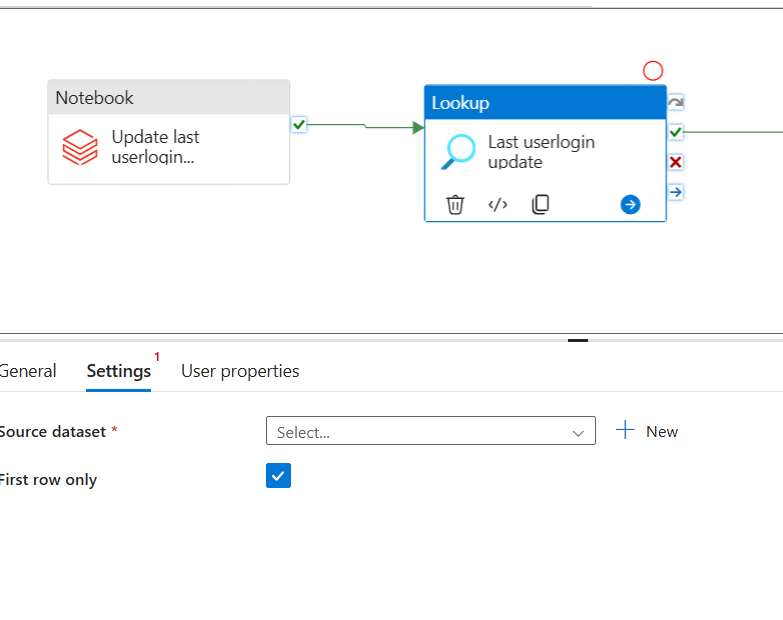 Notebook
Update last
userlogin...
Lookup
Last userlogin
update
</>
General
Settings 1
User properties
Source dataset *
Select...
New
First row only